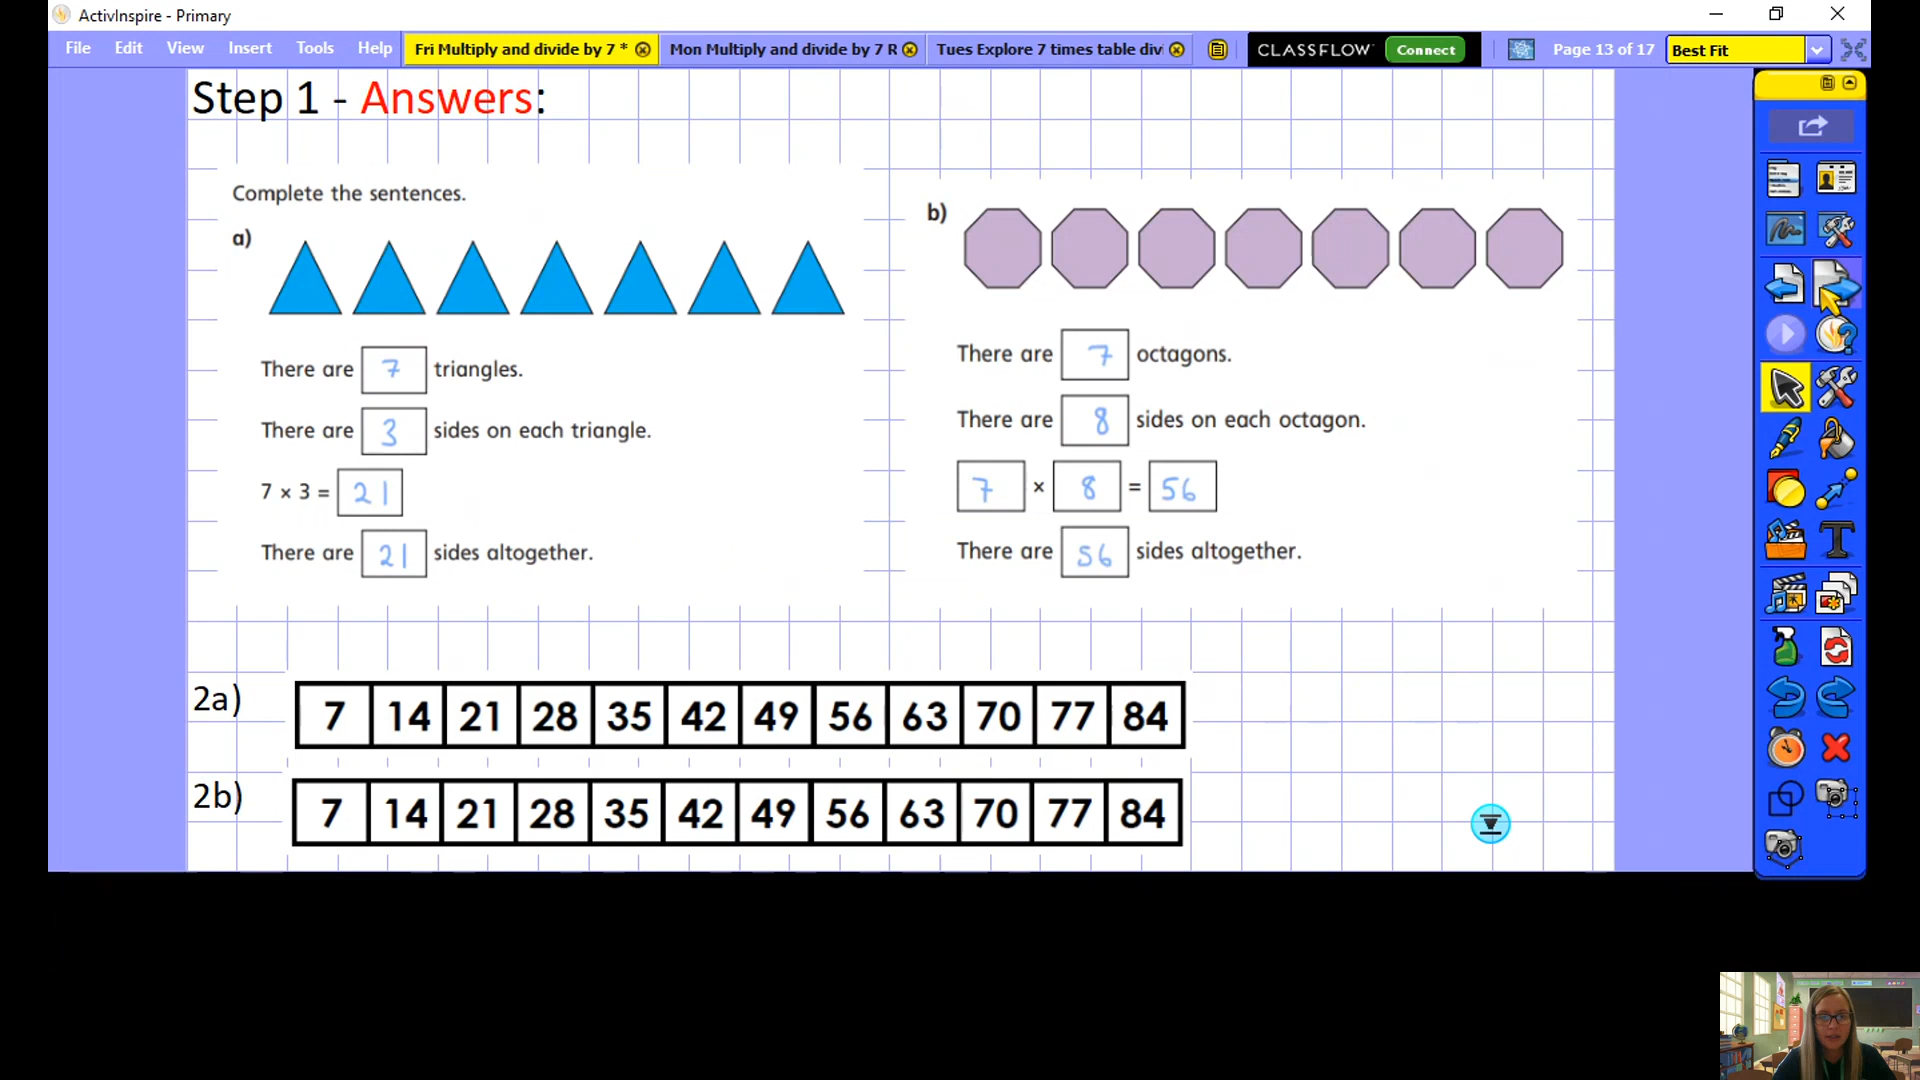 ActivInspire - Primary
File Edit View Insert Tools Help Fri Multiply and divide by 7 * Mon Multiply and divide by 7 R Tues Explore 7 times table divi CLASSFLOW Connect Page 13 of 17 Best Fit
Step 1 - Answers:
Complete the sentences.
a)
There are 7 triangles.
There are 3 sides on each triangle.
7 × 3 = 21
There are 21 sides altogether.
b)
There are 7 octagons.
There are 8 sides on each octagon.
7 × 8 = 56
There are 56 sides altogether.
2a) 7 14 21 28 35 42 49 56 63 70 77 84
2b) 7 14 21 28 35 42 49 56 63 70 77 84